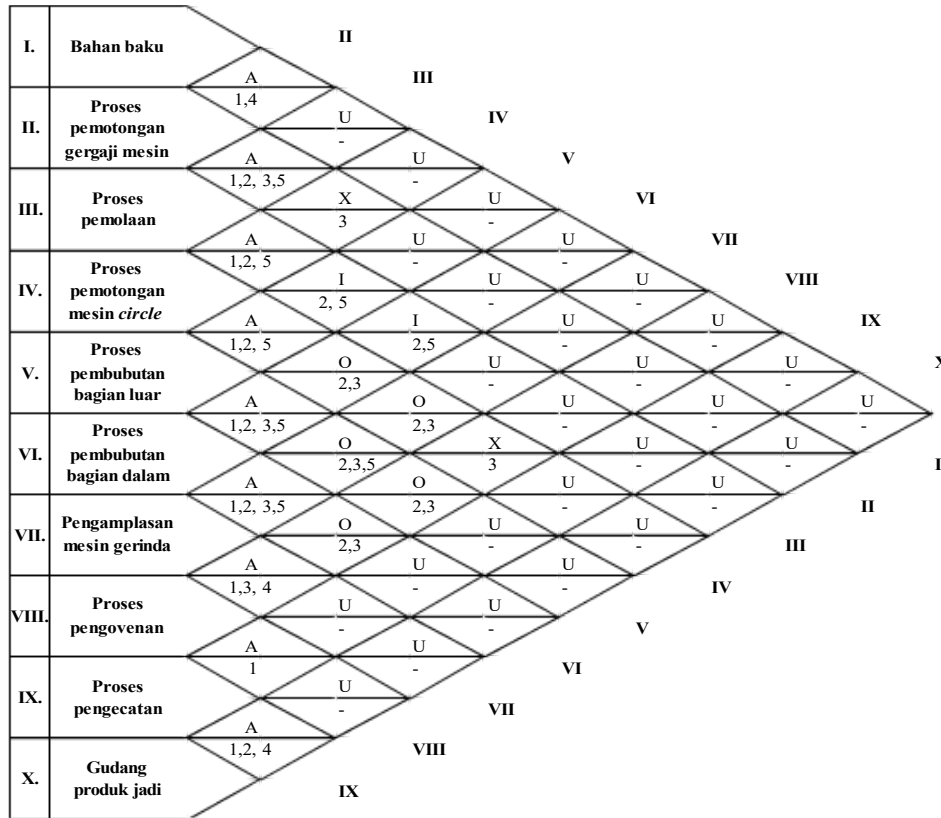 II
I. Bahan baku
A III
1,4
Proses
U IV
II. pemotongan
-
gergaji mesin
A U V
1,2, 3,5 -
Proses X U VI
III.
pemolaan 3 -
A U U VII
1,2, 5 - -
Proses
I U U VIII
IV. pemotongan
2, 5 - -
mesin circle
A I U U IX
1,2, 5 2,5 - -
Proses
O U U U X
V. pembubutan
2,3 - - -
bagian luar
A O U U U
1,2, 3,5 2,3 - - -
Proses
O X U U
VI. pembubutan
2,3,5 3 - - I
bagian dalam
A O U U
1,2, 3,5 2,3 - - II
Pengamplasan O U U
VII.
mesin gerinda 2,3 - - III
A U U
1,3, 4 - - IV
Proses U U
VIII.
pengovenan - - V
A U
1 - VI
Proses U
IX.
pengecatan - VII
A
1,2, 4 VIII
Gudang
X.
produk jadi IX